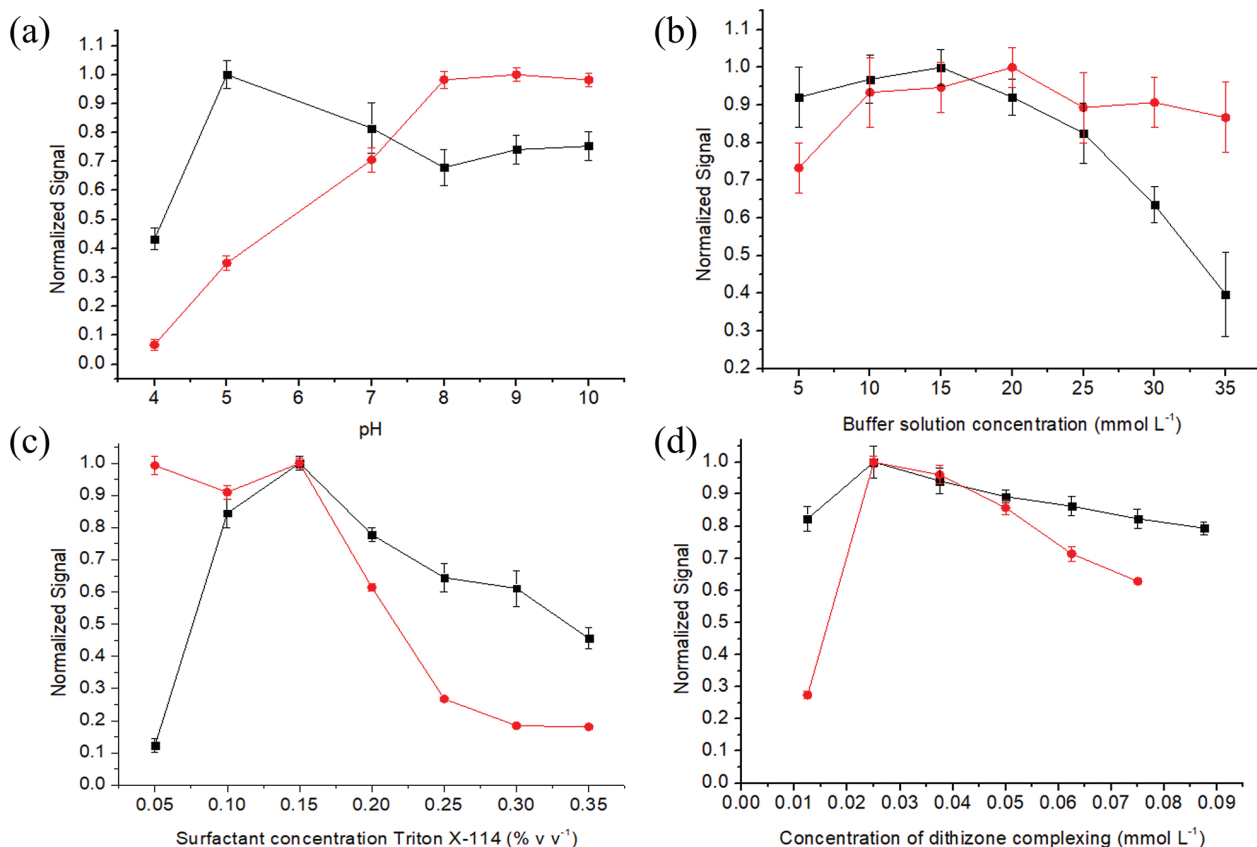 (a)
1.1
1.0
0.9
0.8
0.7
0.6
0.5
0.4
0.3
0.2
0.1
0.0
Normalized Signal
4 5 6 7 8 9 10
pH
(b)
1.0
0.9
0.8
0.7
0.6
0.5
0.4
0.3
0.2
Normalized Signal
5 10 15 20 25 30 35
Buffer solution concentration (mmol L⁻¹)
(c)
1.0
0.9
0.8
0.7
0.6
0.5
0.4
0.3
0.2
0.1
0.0
Normalized Signal
0.05 0.10 0.15 0.20 0.25 0.30 0.35
Surfactant concentration Triton X-114 (% v v⁻¹)
(d)
1.0
0.9
0.8
0.7
0.6
0.5
0.4
0.3
0.2
0.1
0.0
Normalized Signal
0.00 0.01 0.02 0.03 0.04 0.05 0.06 0.07 0.08 0.09
Concentration of dithizone complexing (mmol L⁻¹)